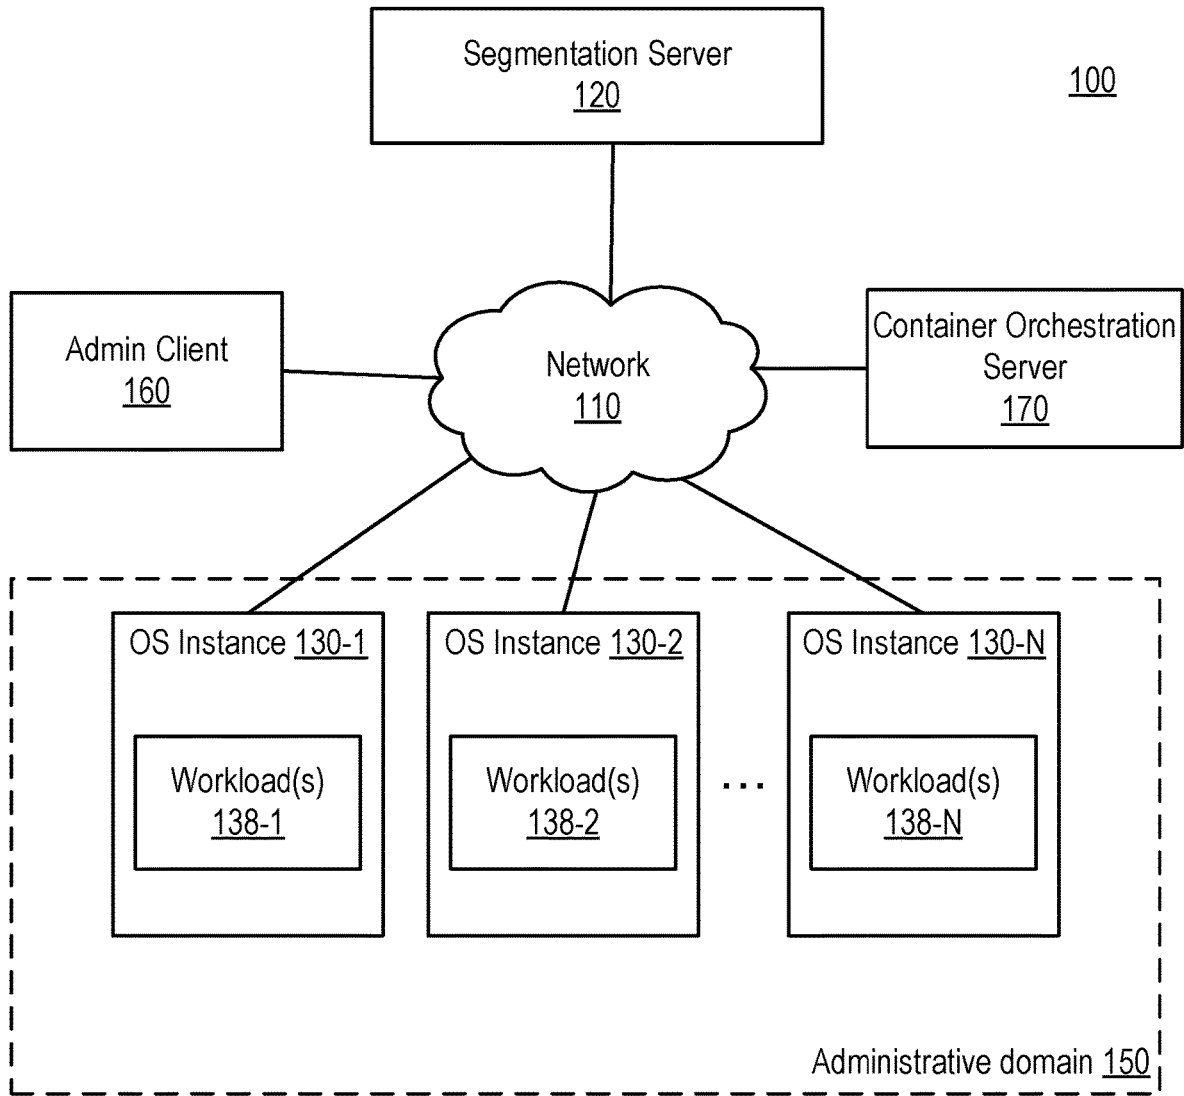 Segmentation Server
120
100
Admin Client
160
Network
110
Container Orchestration
Server
170
OS Instance 130-1
OS Instance 130-2
OS Instance 130-N
Workload(s)
138-1
Workload(s)
138-2
...
Workload(s)
138-N
Administrative domain 150